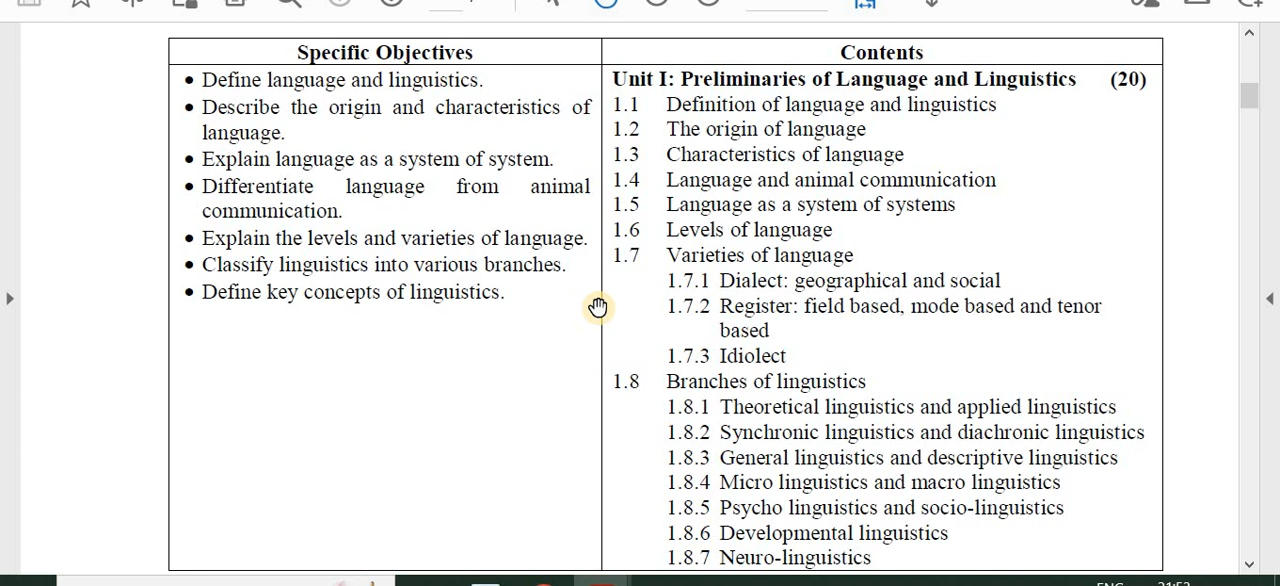 Specific Objectives
Contents
• Define language and linguistics.
• Describe the origin and characteristics of
language.
• Explain language as a system of system.
• Differentiate language from animal
communication.
• Explain the levels and varieties of language.
• Classify linguistics into various branches.
• Define key concepts of linguistics.
Unit I: Preliminaries of Language and Linguistics (20)
1.1 Definition of language and linguistics
1.2 The origin of language
1.3 Characteristics of language
1.4 Language and animal communication
1.5 Language as a system of systems
1.6 Levels of language
1.7 Varieties of language
1.7.1 Dialect: geographical and social
1.7.2 Register: field based, mode based and tenor
based
1.7.3 Idiolect
1.8 Branches of linguistics
1.8.1 Theoretical linguistics and applied linguistics
1.8.2 Synchronic linguistics and diachronic linguistics
1.8.3 General linguistics and descriptive linguistics
1.8.4 Micro linguistics and macro linguistics
1.8.5 Psycho linguistics and socio-linguistics
1.8.6 Developmental linguistics
1.8.7 Neuro-linguistics